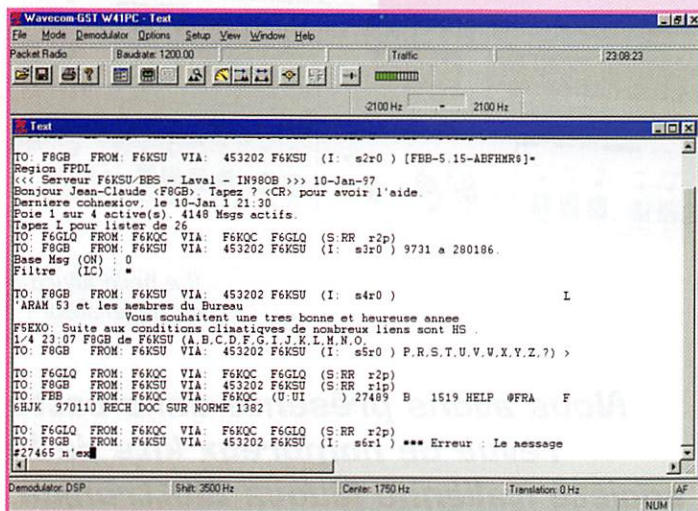 Wavecom-GST W41PC - Text
File Mode Demodulator Options Setup View Window Help
Packet Radio Baudrate: 1200.00 Traffic 23:08:23
-2100 Hz - 2100 Hz
Text
TO: F8GB FROM: F6KSU VIA: 453202 F6KSU (I: s2r0 ) [FBB-5.15-ABFHMR$]=
Region FPDL
<<< Serveur F6KSU/BBS - Laval - IN98OB >>> 10-Jan-97
Bonjour Jean-Claude <F8GB>. Tapez ? <CR> pour avoir l'aide.
Derniere cohnexiov, le 10-Jan 1 21:30
Poie 1 sur 4 active(s). 4148 Msgs actifs.
Tapez L pour lister de 26
TO: F6GLQ FROM: F6KQC VIA: F6KQC F6GLQ (S:RR r2p)
TO: F8GB FROM: F6KSU VIA: 453202 F6KSU (I: s3r0 ) 9731 a 280186.
Base Msg (ON) : 0
Filtre (LC) :
TO: F8GB FROM: F6KSU VIA: 453202 F6KSU (I: s4r0 ) L
'ARAM 53 et les membres du Bureau
Vous souhaitent une tres bonne et heureuse annee
F5EXO: Suite aux conditions climatiqves de nombreux liens sont HS .
1/4 23:07 F8GB de F6KSU (A,B,C,D,F,G,I,J,K,L,M,N,O,
TO: F8GB FROM: F6KSU VIA: 453202 F6KSU (I: s5r0 ) P,R,S,T,U,V,W,X,Y,Z,?) >
TO: F6GLQ FROM: F6KQC VIA: F6KQC F6GLQ (S:RR r2p)
TO: F8GB FROM: F6KSU VIA: 453202 F6KSU (S:RR r1p)
TO: FBB FROM: F6KQC VIA: F6KQC (U:UI ) 27489 B 1519 HELP @FRA F
6HJK 970110 RECH.DOC SUR NORME 1382
TO: F6GLQ FROM: F6KQC VIA: F6KQC F6GLQ (S:RR r2p)
TO: F8GB FROM: F6KSU VIA: 453202 F6KSU (I: s6r1 ) *** Erreur : Le message
#27465 n'ex
Demodulator: DSP Shift: 3500 Hz Center: 1750 Hz Translation: 0 Hz AF
NUM